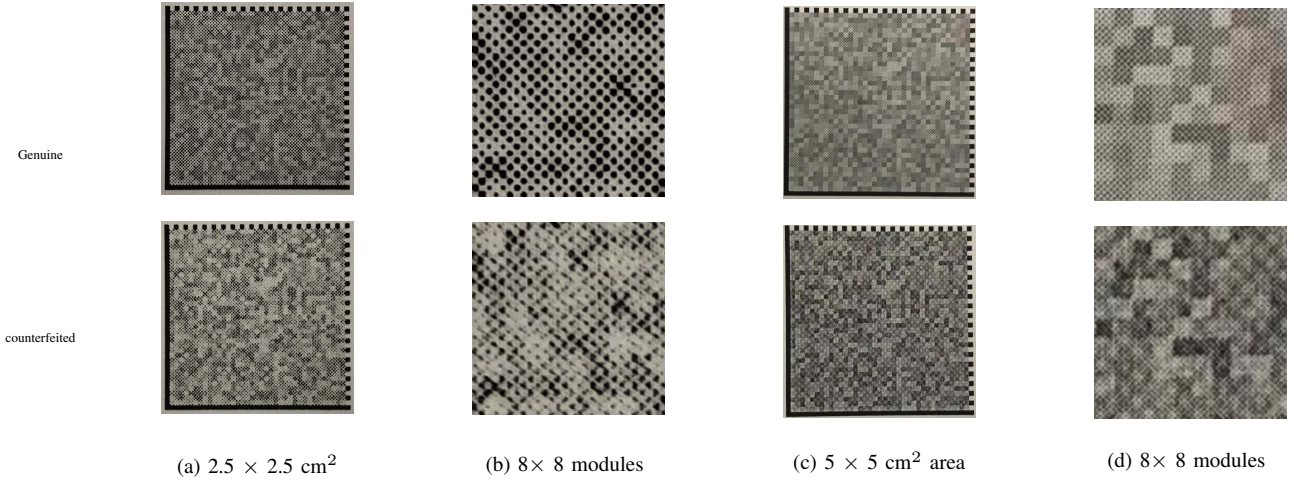 Genuine
counterfeited
(a) 2.5 × 2.5 cm²
(b) 8× 8 modules
(c) 5 × 5 cm² area
(d) 8× 8 modules